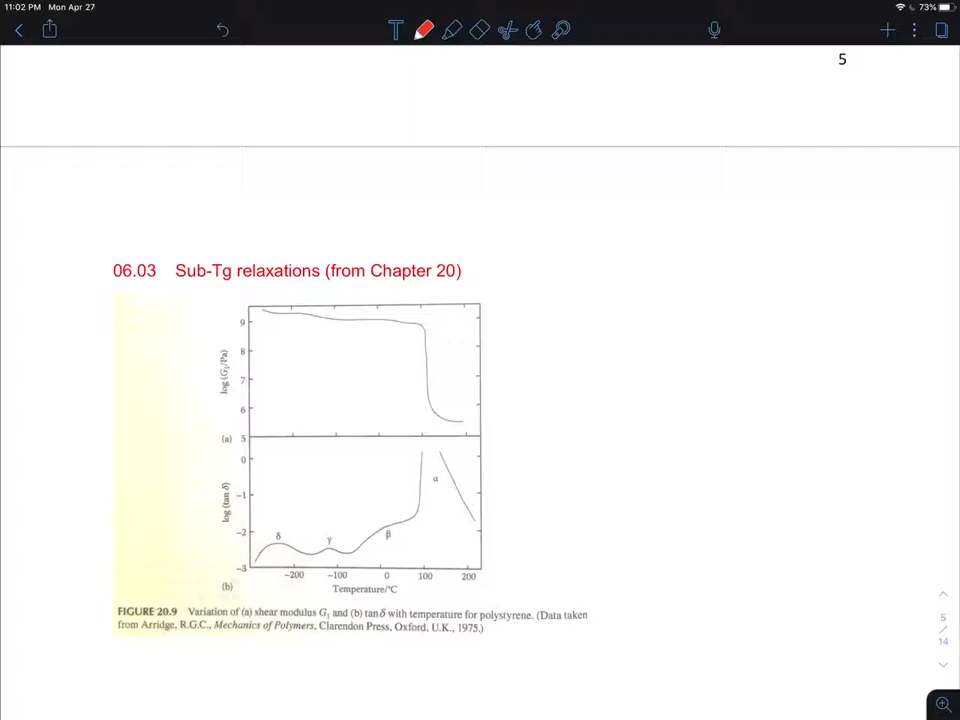 11:02 PM Mon Apr 27
73%
5
06.03 Sub-Tg relaxations (from Chapter 20)
9
8
log (G₁/Pa)
7
6
(a) 5
0
α
-1
log (tan δ)
-2
δ
γ
β
-3
-200 -100 0 100 200
(b)
Temperature/°C
FIGURE 20.9 Variation of (a) shear modulus G₁ and (b) tan δ with temperature for polystyrene. (Data taken
from Arridge, R.G.C., Mechanics of Polymers, Clarendon Press, Oxford, U.K., 1975.)
5
/
14